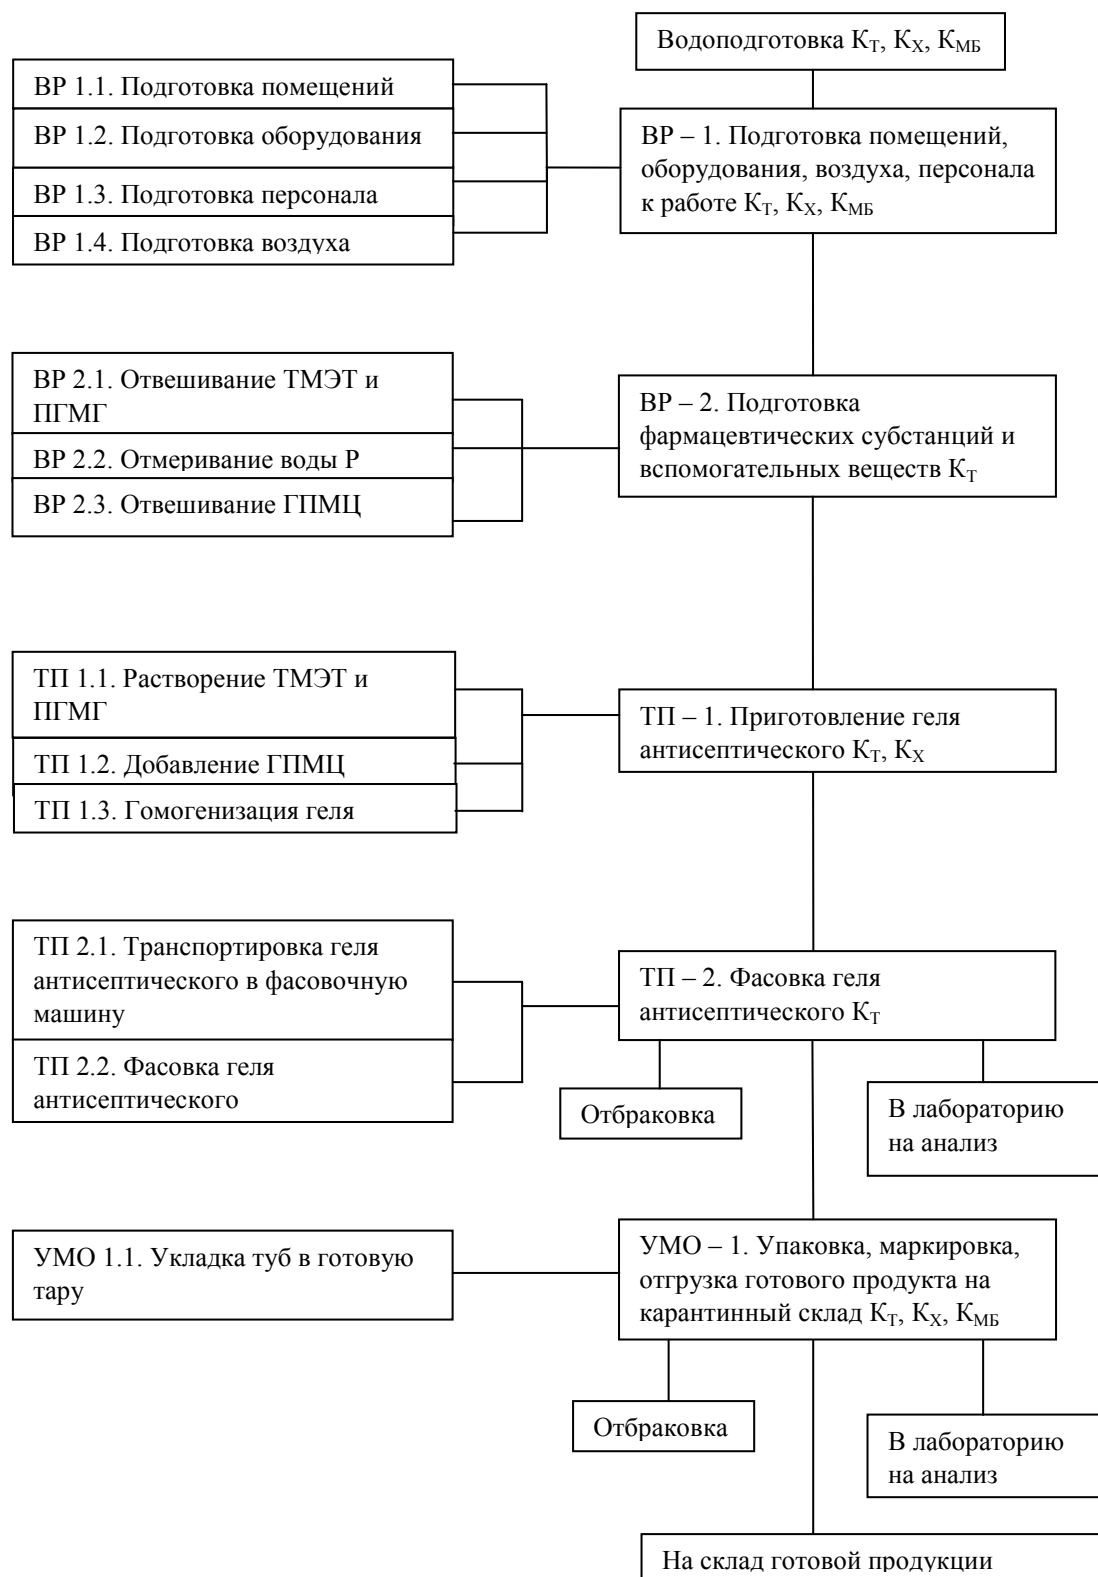 Водоподготовка КТ, КХ, КМБ
ВР 1.1. Подготовка помещений
ВР 1.2. Подготовка оборудования
ВР 1.3. Подготовка персонала
ВР 1.4. Подготовка воздуха
ВР – 1. Подготовка помещений,
оборудования, воздуха, персонала
к работе КТ, КХ, КМБ
ВР 2.1. Отвешивание ТМЭТ и
ПГМГ
ВР 2.2. Отмеривание воды Р
ВР 2.3. Отвешивание ГПМЦ
ВР – 2. Подготовка
фармацевтических субстанций и
вспомогательных веществ КТ
ТП 1.1. Растворение ТМЭТ и
ПГМГ
ТП 1.2. Добавление ГПМЦ
ТП 1.3. Гомогенизация геля
ТП – 1. Приготовление геля
антисептического КТ, КХ
ТП 2.1. Транспортировка геля
антисептического в фасовочную
машину
ТП 2.2. Фасовка геля
антисептического
ТП – 2. Фасовка геля
антисептического КТ
Отбраковка
В лабораторию
на анализ
УМО 1.1. Укладка туб в готовую
тару
УМО – 1. Упаковка, маркировка,
отгрузка готового продукта на
карантинный склад КТ, КХ, КМБ
Отбраковка
В лабораторию
на анализ
На склад готовой продукции